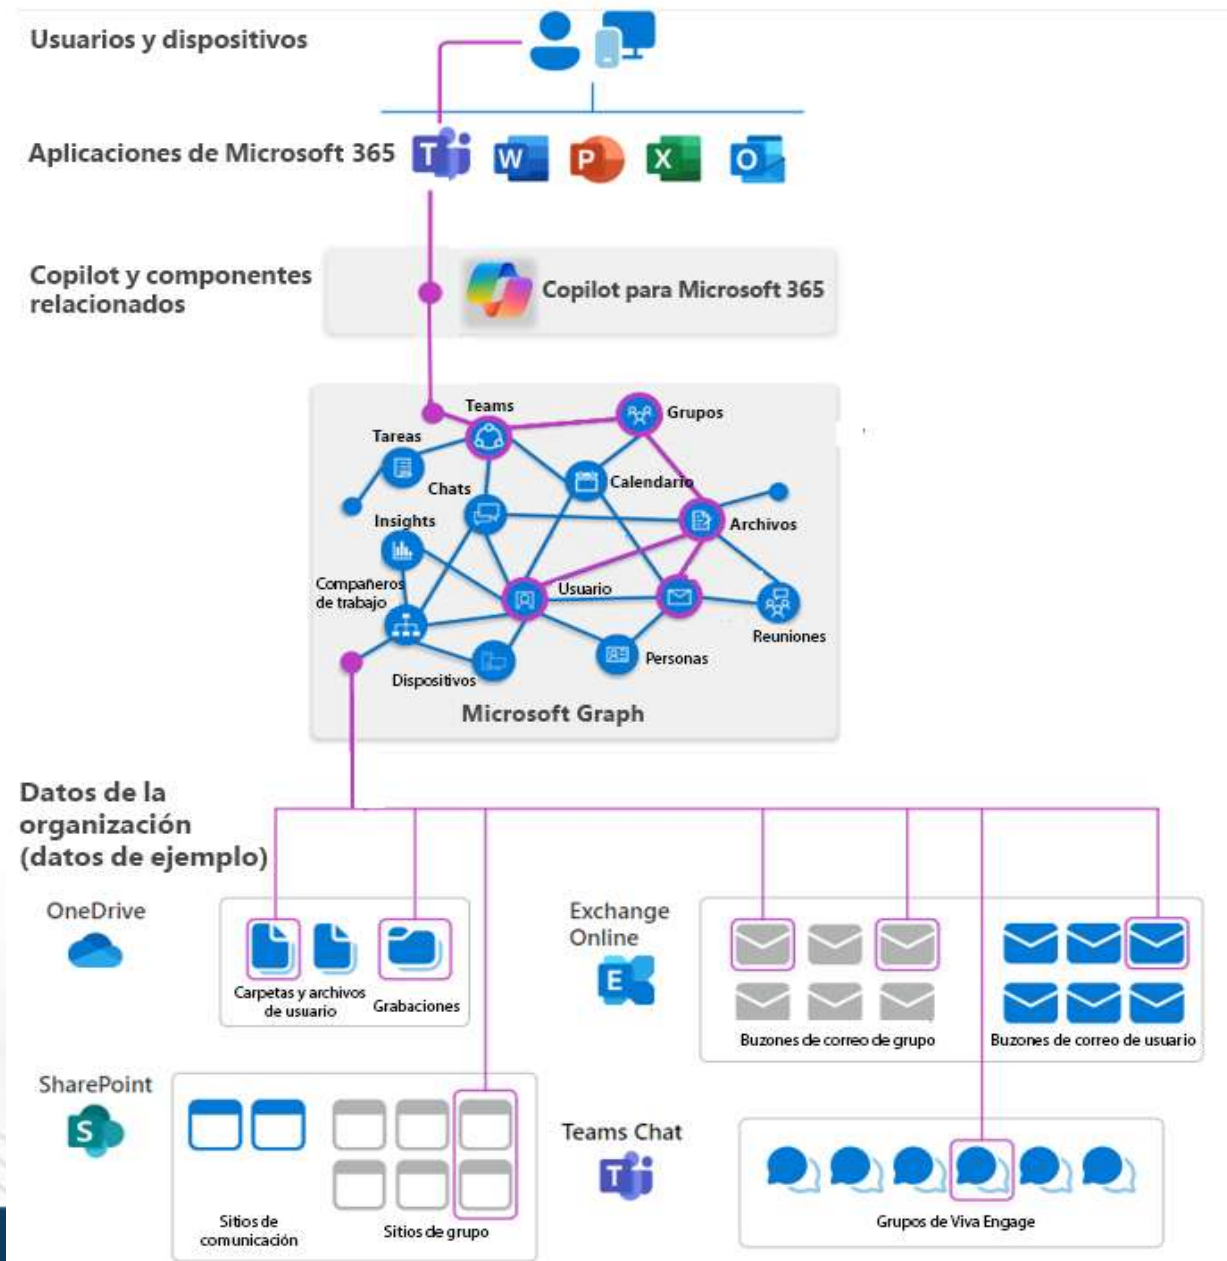 Usuarios y dispositivos
Aplicaciones de Microsoft 365
T
W
P
X
O
Copilot y componentes
relacionados
Copilot para Microsoft 365
Teams
Grupos
Tareas
Calendario
Chats
Insights
Archivos
Compañeros
de trabajo
Usuario
Reuniones
Personas
Dispositivos
Microsoft Graph
Datos de la
organización
(datos de ejemplo)
OneDrive
Carpetas y archivos
de usuario
Grabaciones
Exchange
Online
E
Buzones de correo de grupo
Buzones de correo de usuario
SharePoint
S
Sitios de
comunicación
Sitios de grupo
Teams Chat
T
Grupos de Viva Engage